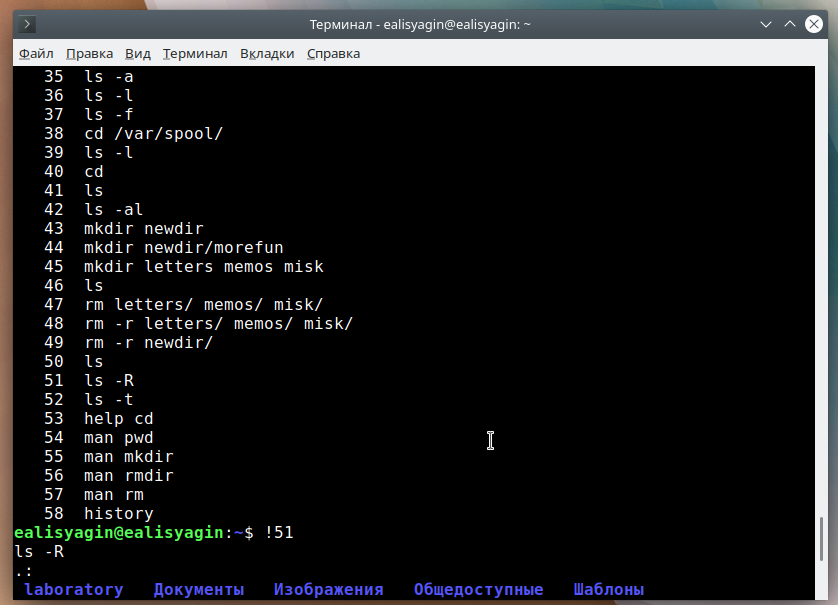 Терминал - ealisyagin@ealisyagin: ~
Файл Правка Вид Терминал Вкладки Справка
35 ls -a
36 ls -l
37 ls -f
38 cd /var/spool/
39 ls -l
40 cd
41 ls
42 ls -al
43 mkdir newdir
44 mkdir newdir/morefun
45 mkdir letters memos misk
46 ls
47 rm letters/ memos/ misk/
48 rm -r letters/ memos/ misk/
49 rm -r newdir/
50 ls
51 ls -R
52 ls -t
53 help cd
54 man pwd
55 man mkdir
56 man rmdir
57 man rm
58 history
ealisyagin@ealisyagin:~$ !51
ls -R
.:
laboratory Документы Изображения Общедоступные Шаблоны